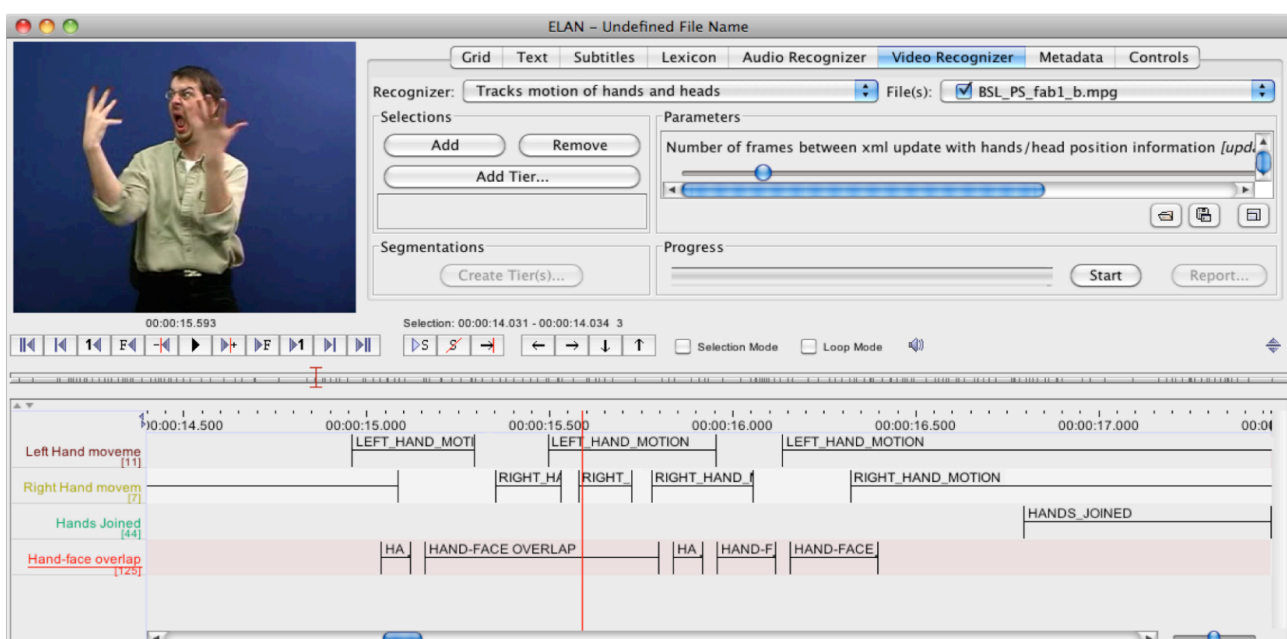 ELAN – Undefined File Name
Grid Text Subtitles Lexicon Audio Recognizer Video Recognizer Metadata Controls
Recognizer: Tracks motion of hands and heads File(s): BSL_PS_fab1_b.mpg
Selections
Add Remove
Add Tier...
Parameters
Number of frames between xml update with hands/head position information [upd
Segmentations
Create Tier(s)...
Progress
Start Report...
00:00:15.593 Selection: 00:00:14.031 - 00:00:14.034 3
1 F + F 1 S S Selection Mode Loop Mode
00:00:14.500 00:00:15.000 00:00:15.500 00:00:16.000 00:00:16.500 00:00:17.000 00:00
Left Hand moveme LEFT_HAND_MOTI LEFT_HAND_MOTION LEFT_HAND_MOTION
[11]
Right Hand movem RIGHT_HA RIGHT_ RIGHT_HAND_M RIGHT_HAND_MOTION
[7]
Hands Joined HANDS_JOINED
[44]
Hand-face overlap HA HAND-FACE OVERLAP HA HAND-F HAND-FACE
[125]